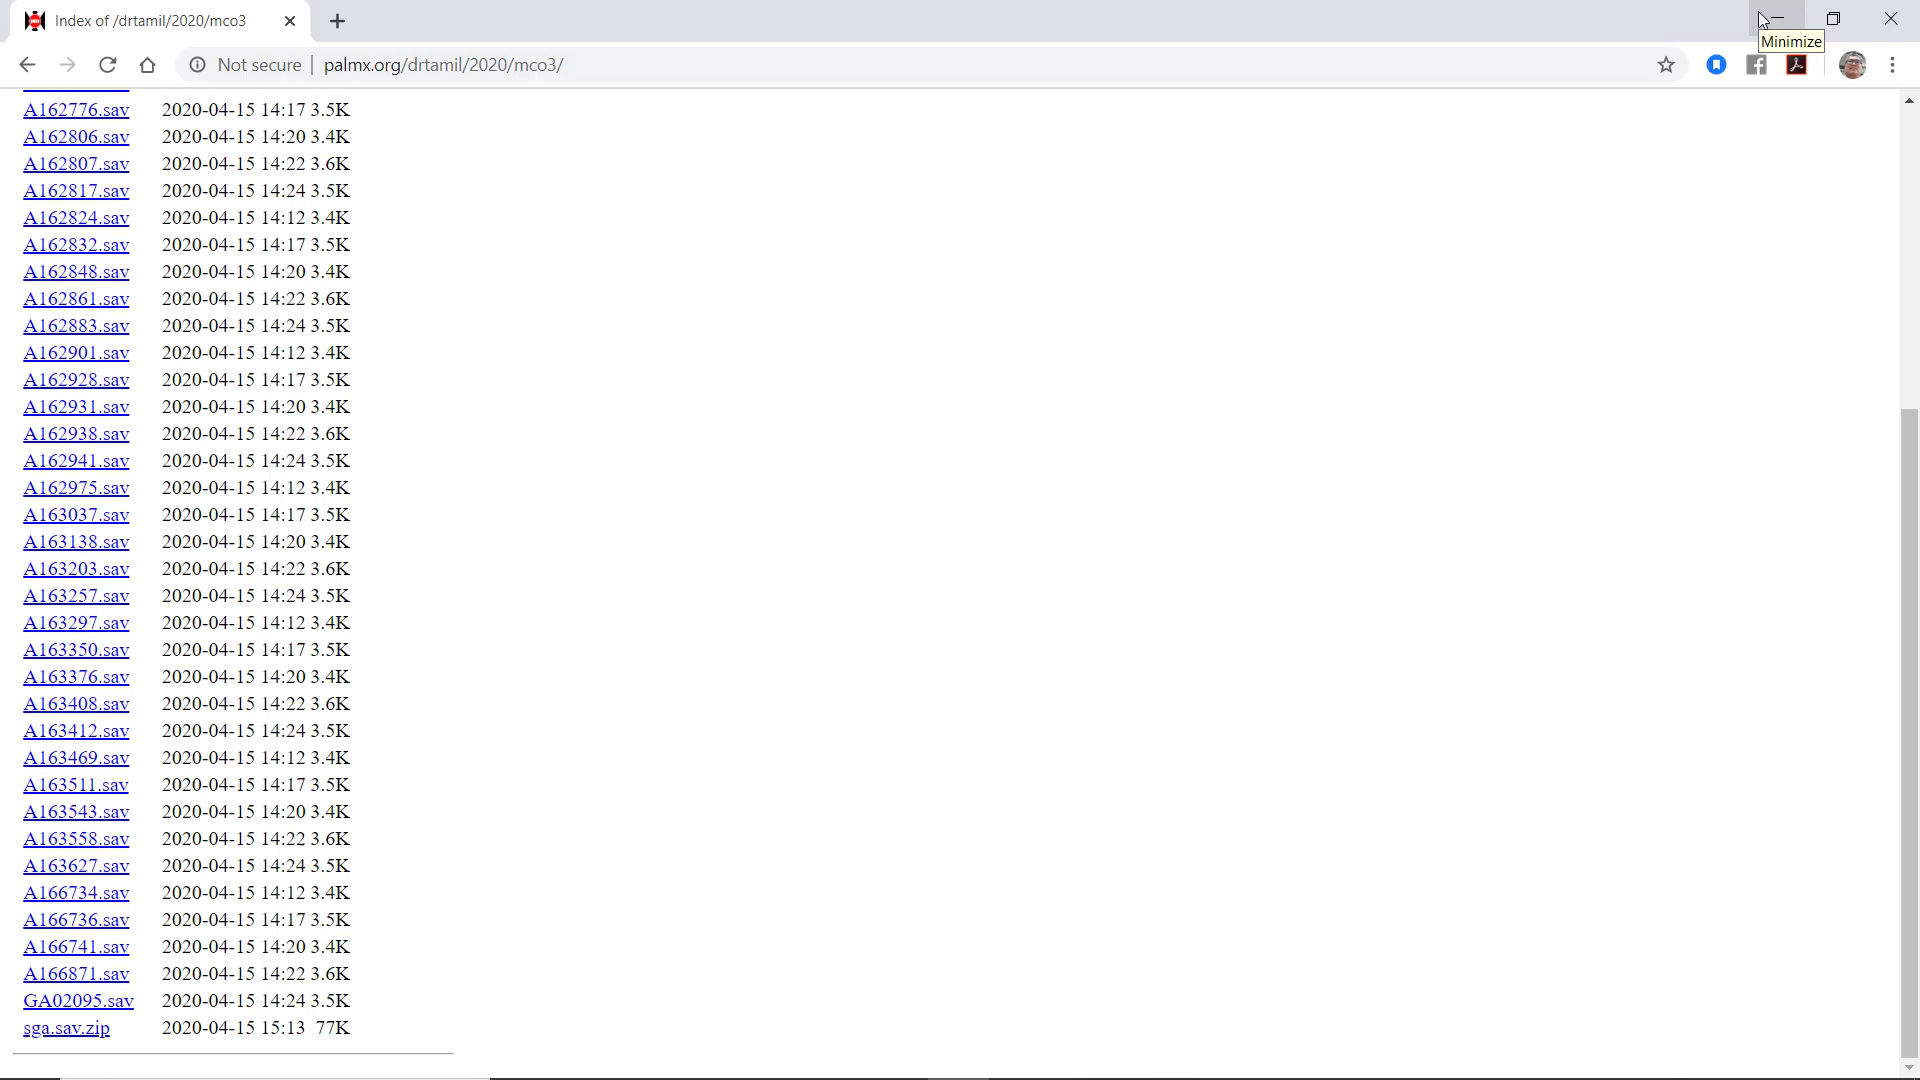 Index of /drtamil/2020/mco3
Minimize
Not secure | palmx.org/drtamil/2020/mco3/
A162776.sav 2020-04-15 14:17 3.5K
A162806.sav 2020-04-15 14:20 3.4K
A162807.sav 2020-04-15 14:22 3.6K
A162817.sav 2020-04-15 14:24 3.5K
A162824.sav 2020-04-15 14:12 3.4K
A162832.sav 2020-04-15 14:17 3.5K
A162848.sav 2020-04-15 14:20 3.4K
A162861.sav 2020-04-15 14:22 3.6K
A162883.sav 2020-04-15 14:24 3.5K
A162901.sav 2020-04-15 14:12 3.4K
A162928.sav 2020-04-15 14:17 3.5K
A162931.sav 2020-04-15 14:20 3.4K
A162938.sav 2020-04-15 14:22 3.6K
A162941.sav 2020-04-15 14:24 3.5K
A162975.sav 2020-04-15 14:12 3.4K
A163037.sav 2020-04-15 14:17 3.5K
A163138.sav 2020-04-15 14:20 3.4K
A163203.sav 2020-04-15 14:22 3.6K
A163257.sav 2020-04-15 14:24 3.5K
A163297.sav 2020-04-15 14:12 3.4K
A163350.sav 2020-04-15 14:17 3.5K
A163376.sav 2020-04-15 14:20 3.4K
A163408.sav 2020-04-15 14:22 3.6K
A163412.sav 2020-04-15 14:24 3.5K
A163469.sav 2020-04-15 14:12 3.4K
A163511.sav 2020-04-15 14:17 3.5K
A163543.sav 2020-04-15 14:20 3.4K
A163558.sav 2020-04-15 14:22 3.6K
A163627.sav 2020-04-15 14:24 3.5K
A166734.sav 2020-04-15 14:12 3.4K
A166736.sav 2020-04-15 14:17 3.5K
A166741.sav 2020-04-15 14:20 3.4K
A166871.sav 2020-04-15 14:22 3.6K
GA02095.sav 2020-04-15 14:24 3.5K
sga.sav.zip 2020-04-15 15:13 77K